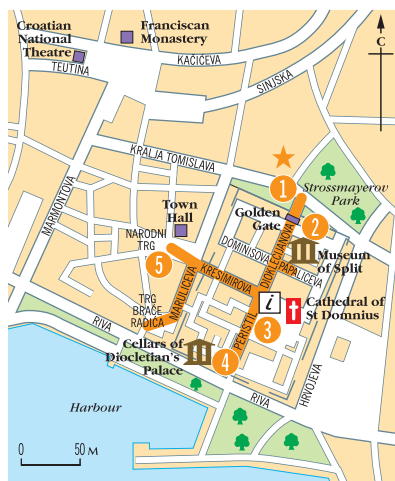 Croatian
National
Theatre
Franciscan
Monastery
TEUTINA
KAČIĆEVA
SINJSKA
C
KRALJA TOMISLAVA
MARMONTOVA
1
Strossmayerov
Park
Town
Hall
Golden
Gate
2
NARODNI
TRG
DOMINISOVA
DIOKLECIJANOVA
Museum
of Split
5
KREŠIMIROVA
PAPALIĆEVA
MARULIĆEVA
i
Cathedral of
St Domnius
TRG
BRAĆE
RADIĆA
3
PERISTIL
RIVA
Cellars of
Diocletian's
Palace
4
HRVOJEVA
RIVA
Harbour
0 50 M